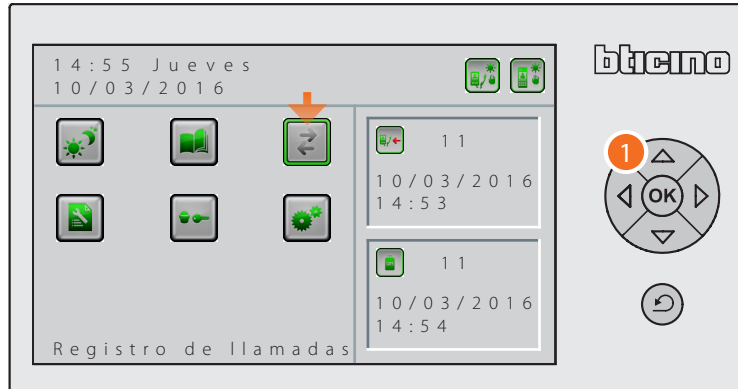 14:55 Jueves
10/03/2016
bticino
11
10/03/2016
14:53
1
OK
11
10/03/2016
14:54
Registro de llamadas